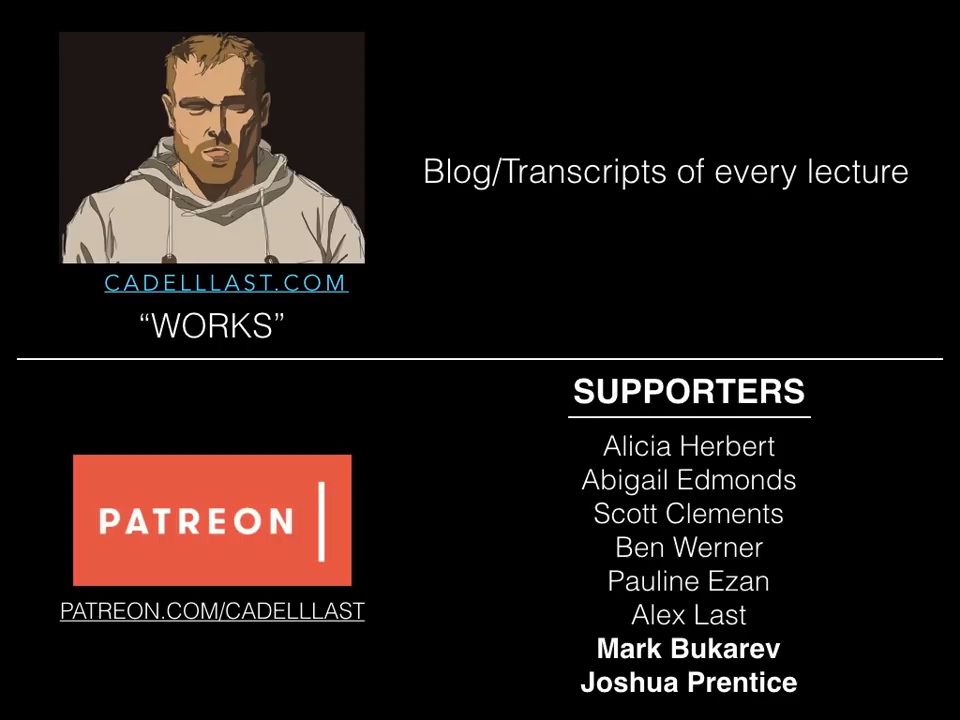 Blog/Transcripts of every lecture
CADELLLAST.COM
“WORKS”
SUPPORTERS
Alicia Herbert
Abigail Edmonds
Scott Clements
Ben Werner
Pauline Ezan
Alex Last
Mark Bukarev
Joshua Prentice
PATREON
PATREON.COM/CADELLLAST